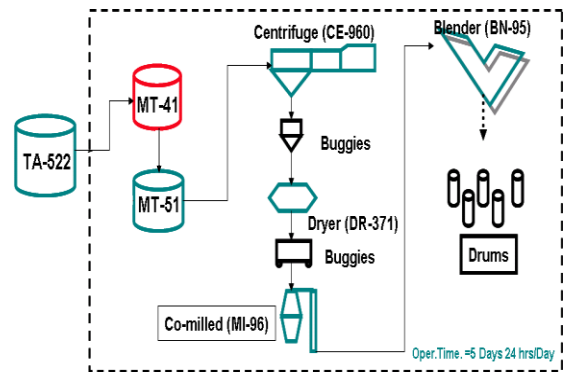 Centrifuge (CE-960)
Blender (BN-95)
MT-41
TA-522
MT-51
Buggies
Dryer (DR-371)
Buggies
Drums
Co-milled (MI-96)
Oper.Time. =5 Days 24 hrs/Day